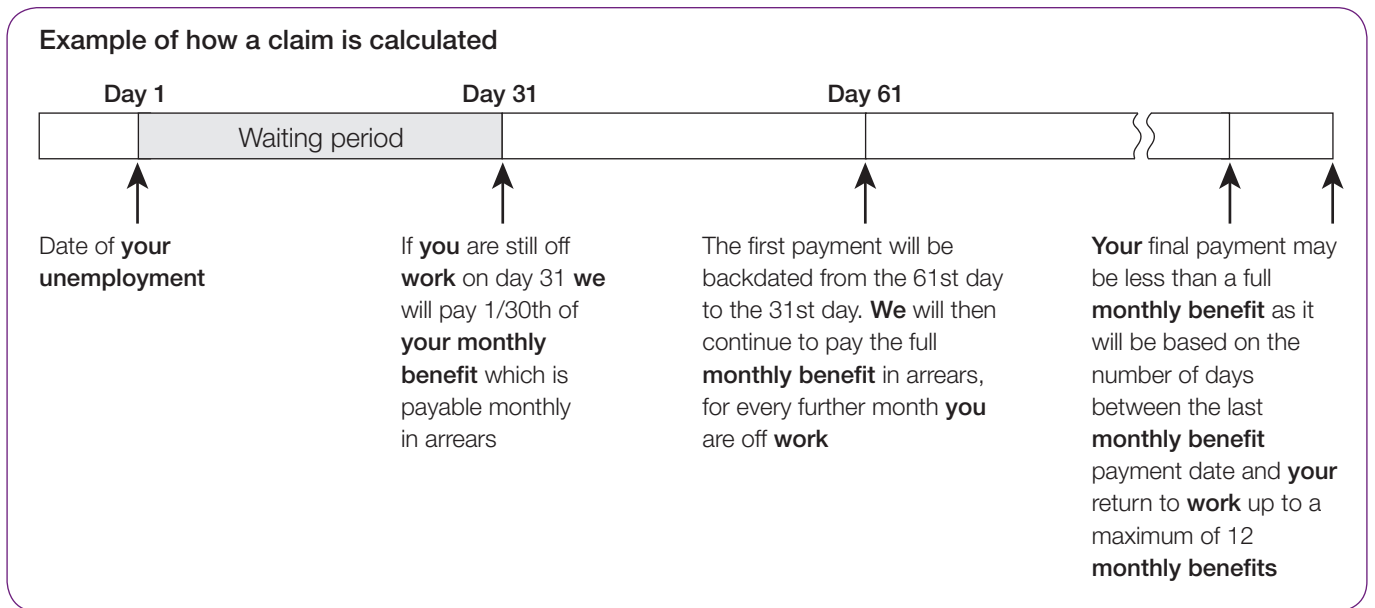 Example of how a claim is calculated
Day 1
Day 31
Day 61
Waiting period
Date of your
unemployment
If you are still off
work on day 31 we
will pay 1/30th of
your monthly
benefit which is
payable monthly
in arrears
The first payment will be
backdated from the 61st day
to the 31st day. We will then
continue to pay the full
monthly benefit in arrears,
for every further month you
are off work
Your final payment may
be less than a full
monthly benefit as it
will be based on the
number of days
between the last
monthly benefit
payment date and your
return to work up to a
maximum of 12
monthly benefits